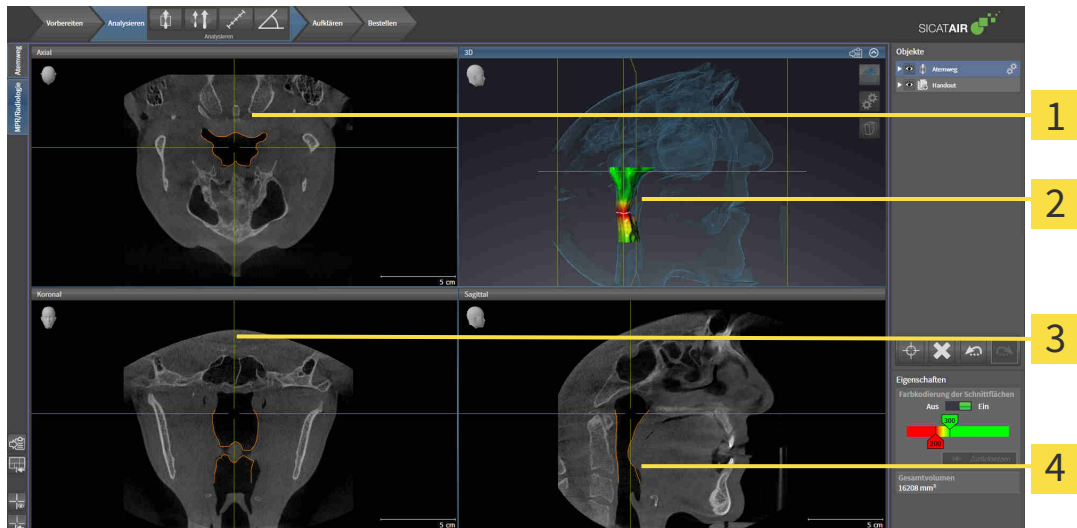 Vorbereiten
Analysieren
Analysieren
Aufklären
Bestellen
SICATAIR
Atemweg
MPR/Radiologie
Axial
5 cm
3D
Objekte
Atemweg
Handout
1
2
Koronal
5 cm
Sagittal
5 cm
3
4
Eigenschaften
Farbkodierung der Schnittflächen
Aus Ein
300
200
Zurücksetzen
Gesamtvolumen
16208 mm³